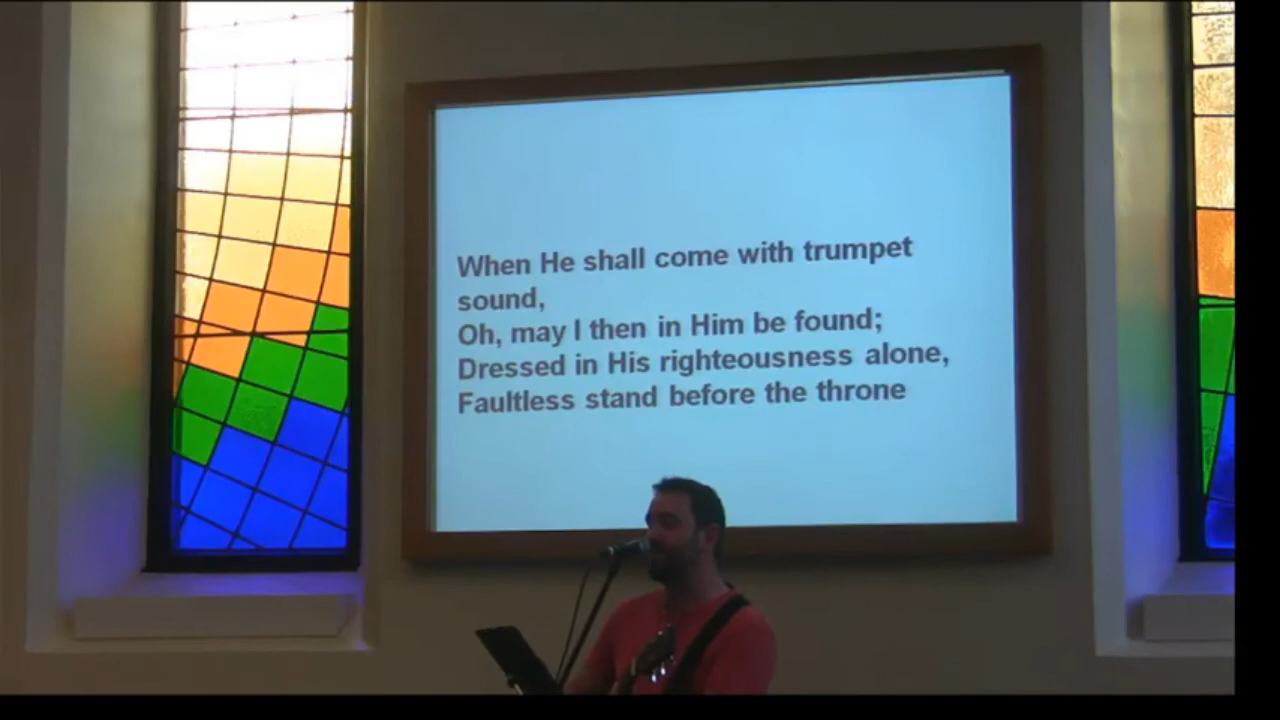 When He shall come with trumpet
sound,
Oh, may I then in Him be found;
Dressed in His righteousness alone,
Faultless stand before the throne